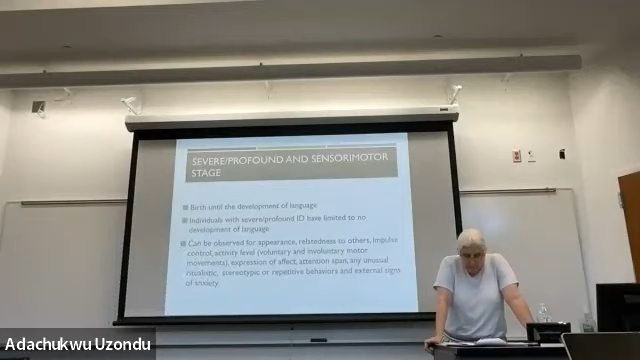 SEVERE/PROFOUND AND SENSORIMOTOR
STAGE
Birth until the development of language
Individuals with severe/profound ID have limited to no
development of language
Can be observed for appearance, relatedness to others, impulse
control, activity level (voluntary and involuntary motor
movements), expression of affect, attention span, any unusual
ritualistic, stereotypic or repetitive behaviors and external signs
of anxiety
Adachukwu Uzondu